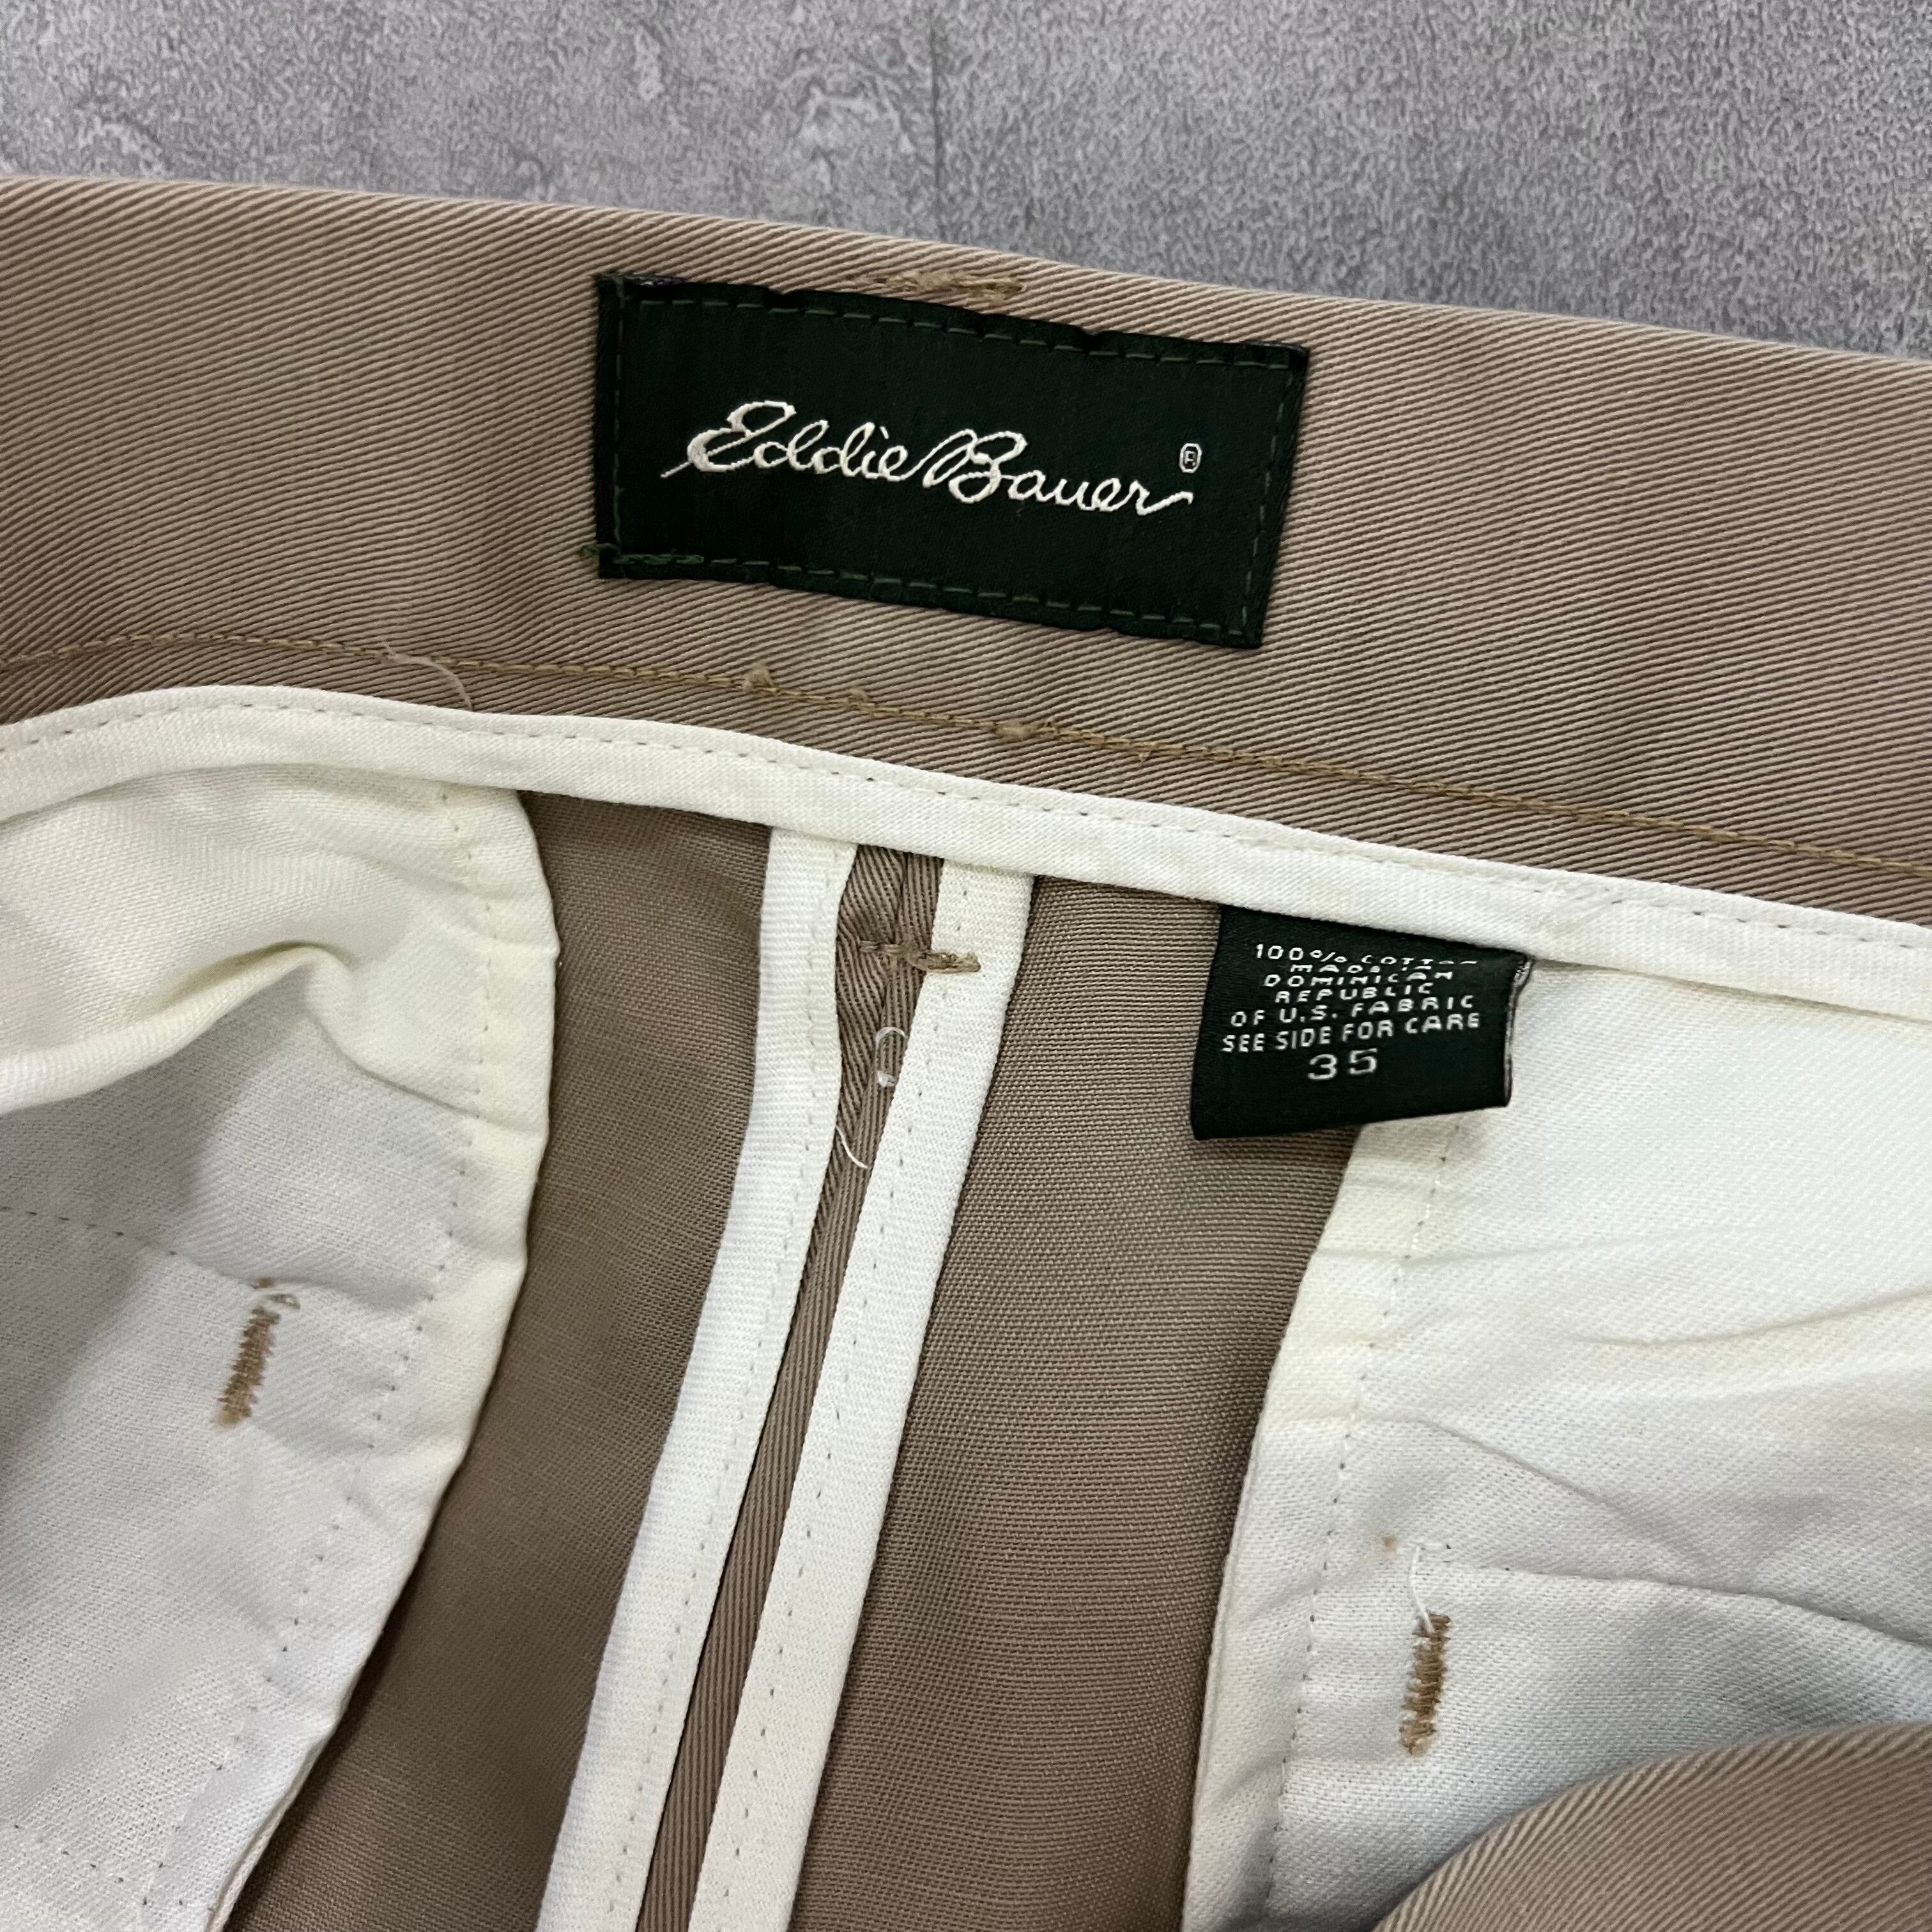 Eddie Bauer ®
100% COTTON
MADE IN
DOMINICAN
REPUBLIC
OF U.S. FABRIC
SEE SIDE FOR CARE
35